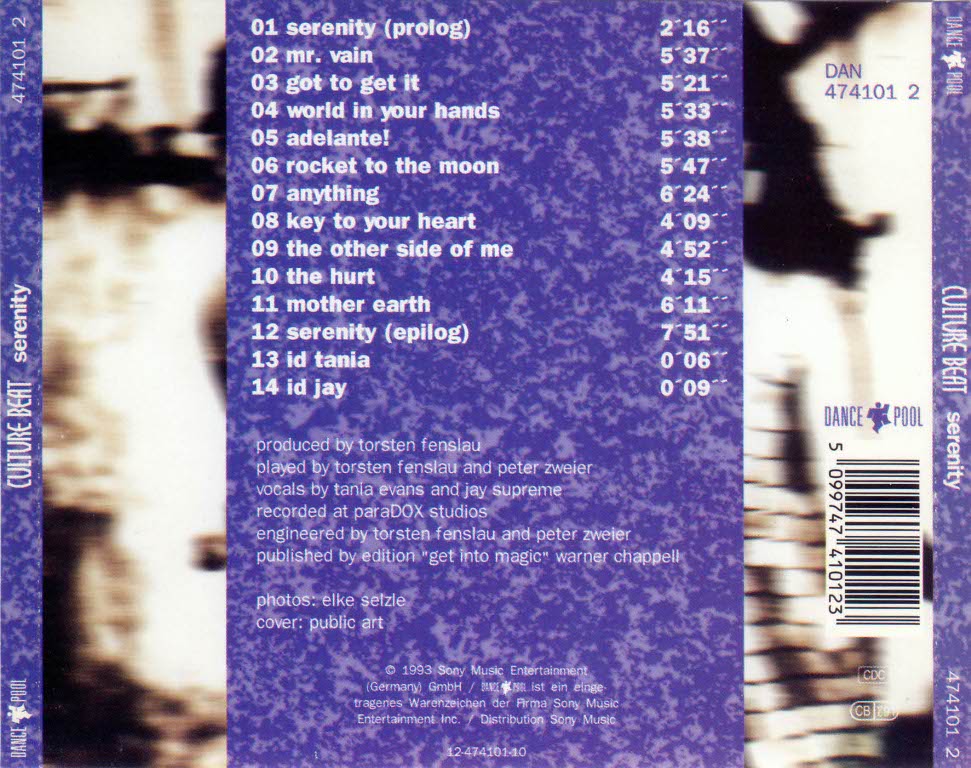 474101 2
CULTURE BEAT serenity
DANCE POOL
01 serenity (prolog) 2´16´´
02 mr. vain 5´37´´
03 got to get it 5´21´´
04 world in your hands 5´33´´
05 adelante! 5´38´´
06 rocket to the moon 5´47´´
07 anything 6´24´´
08 key to your heart 4´09´´
09 the other side of me 4´52´´
10 the hurt 4´15´´
11 mother earth 6´11´´
12 serenity (epilog) 7´51´´
13 id tania 0´06´´
14 id jay 0´09´´
produced by torsten fenslau
played by torsten fenslau and peter zweier
vocals by tania evans and jay supreme
recorded at paraDOX studios
engineered by torsten fenslau and peter zweier
published by edition "get into magic" warner chappell
photos: elke selzle
cover: public art
© 1993 Sony Music Entertainment
(Germany) GmbH / DANCE POOL ist ein einge-
tragenes Warenzeichen der Firma Sony Music
Entertainment Inc. / Distribution Sony Music
12-474101-10
DAN
474101 2
DANCE POOL
5 099747 410123
CDC
CB 791
DANCE POOL
CULTURE BEAT serenity
474101 2